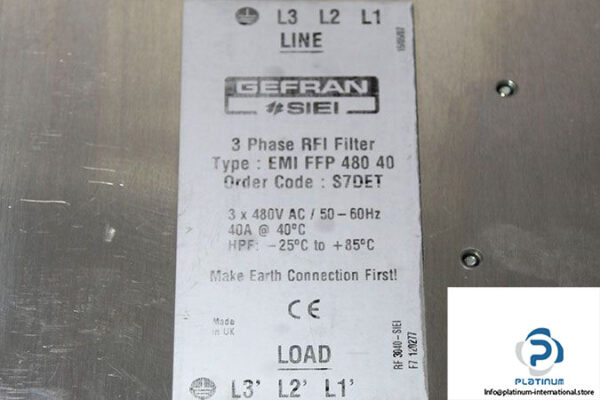 L3 L2 L1
LINE
GEFRAN
SIEI
3 Phase RFI Filter
Type : EMI FFP 480 40
Order Code : S7DET
3 x 480V AC / 50-60Hz
40A @ 40°C
HPF: -25°C to +85°C
Make Earth Connection First!
CE
Made
in UK
LOAD
L3' L2' L1'
RF 3040-SIEI
F7 120277
PLATINUM
info@platinum-international.store